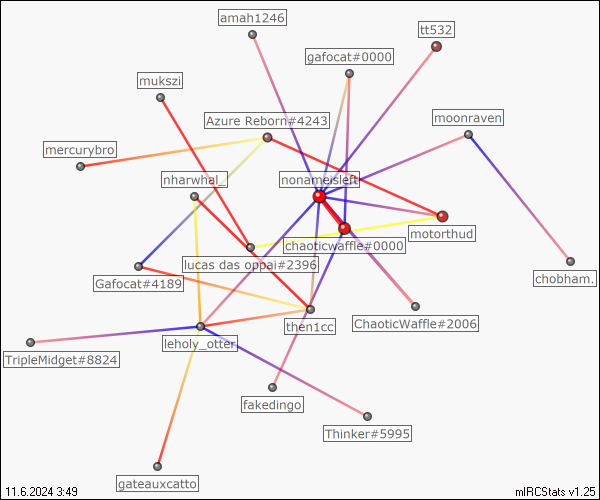 amah1246
tt532
gafocat#0000
mukszi
Azure Reborn#4243
moonraven
mercurybro
nharwhal_
nonameisleft
motorthud
chaoticwaffle#0000
lucas das oppai#2396
chobham.
Gafocat#4189
then1cc
ChaoticWaffle#2006
leholy_otter
TripleMidget#8824
fakedingo
Thinker#5995
gateauxcatto
11.6.2024 3:49
mIRCStats v1.25